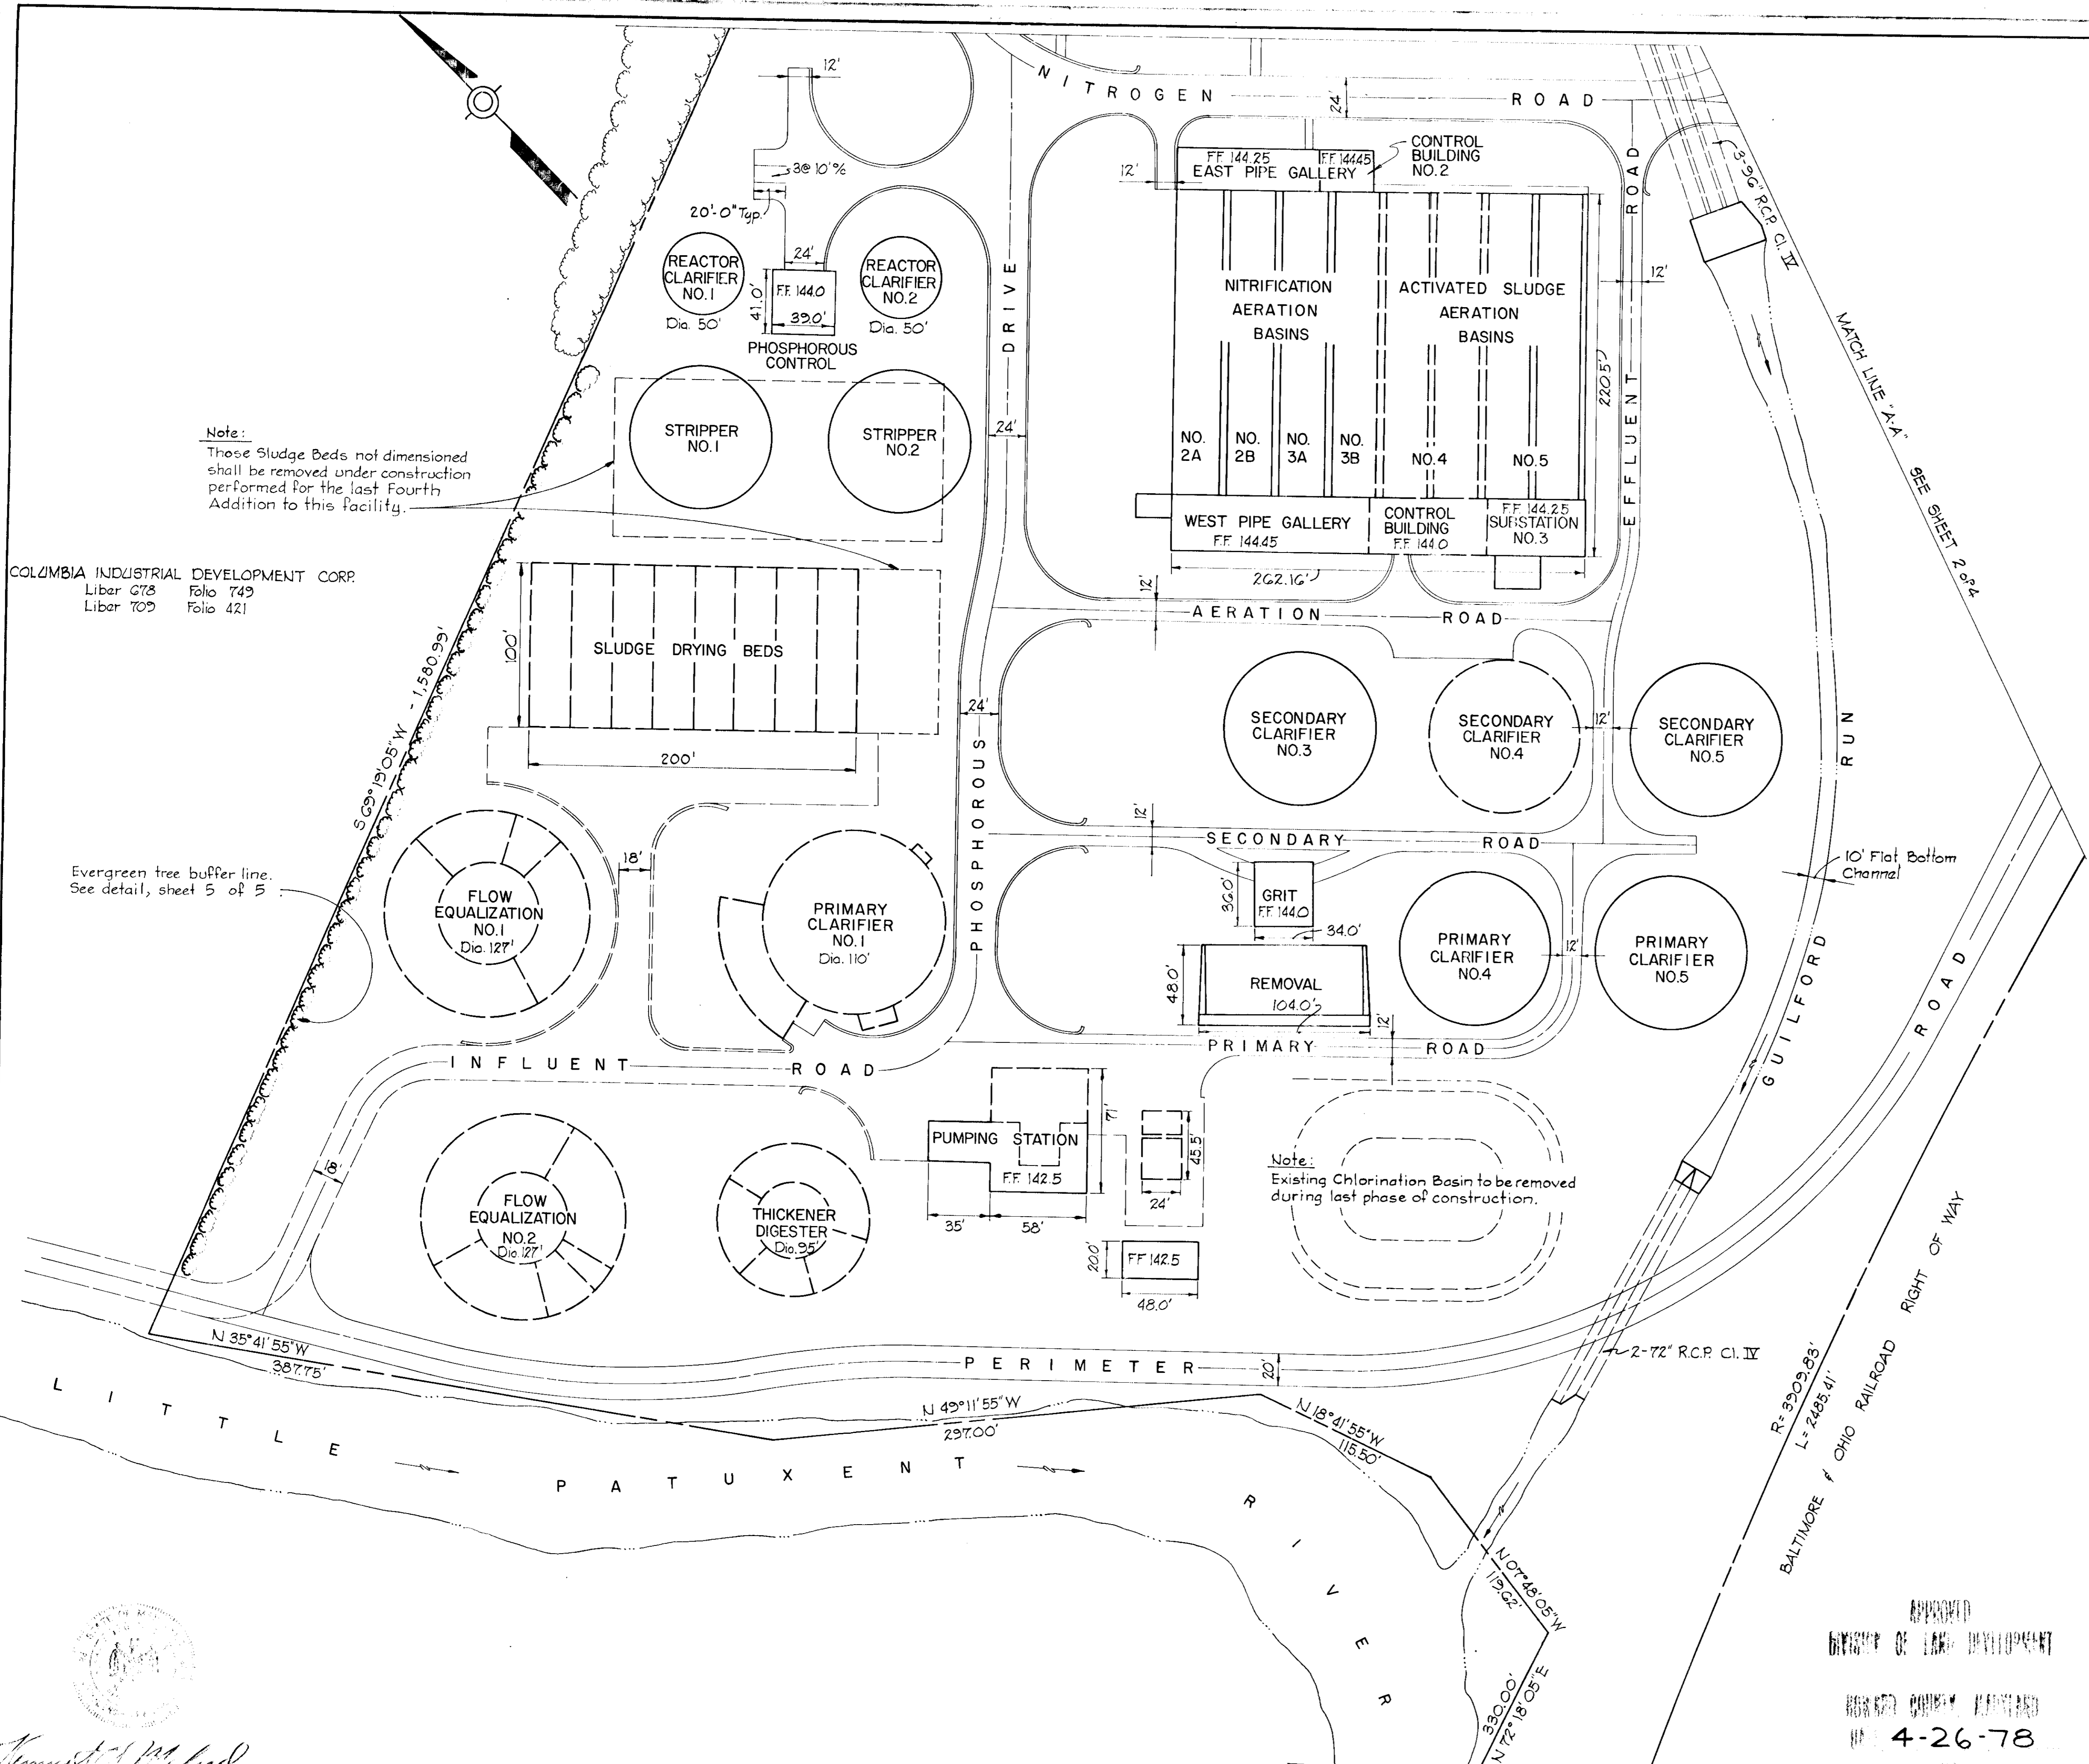 12'
NITROGEN ROAD
24'
CONTROL
BUILDING
NO.2
F.F. 144.25
F.F. 144.45
EAST PIPE GALLERY
12'
3@10'%
20'-0" Typ.
3-96" R.C.P. Cl. IV
24'
REACTOR
CLARIFIER
NO.1
Dia. 50'
41.0'
F.F. 144.0
39.0'
PHOSPHOROUS
CONTROL
REACTOR
CLARIFIER
NO.2
Dia. 50'
12'
NITRIFICATION
AERATION
BASINS
ACTIVATED SLUDGE
AERATION
BASINS
220.5'
EFFLUENT ROAD
MATCH LINE "A-A" SEE SHEET 2 OF 4
STRIPPER
NO.1
STRIPPER
NO.2
24'
PHOSPHOROUS DRIVE
NO.
2A
NO.
2B
NO.
3A
NO.
3B
NO.4
NO.5
Note:
Those Sludge Beds not dimensioned
shall be removed under construction
performed for the last Fourth
Addition to this facility.
WEST PIPE GALLERY
F.F. 144.45
CONTROL
BUILDING
F.F. 144.0
F.F. 144.25
SUBSTATION
NO.3
262.16'
COLUMBIA INDUSTRIAL DEVELOPMENT CORP.
Liber 678 Folio 749
Liber 709 Folio 421
12'
AERATION ROAD
100'
SLUDGE DRYING BEDS
200'
S 69° 19' 05" W - 1,580.99'
24'
SECONDARY
CLARIFIER
NO.3
SECONDARY
CLARIFIER
NO.4
12'
SECONDARY
CLARIFIER
NO.5
GUILFORD RUN
12'
SECONDARY ROAD
10' Flat Bottom
Channel
Evergreen tree buffer line.
See detail, sheet 5 of 5
18'
FLOW
EQUALIZATION
NO.1
Dia. 127'
PRIMARY
CLARIFIER
NO.1
Dia. 110'
36.0'
GRIT
F.F. 144.0
34.0'
48.0'
REMOVAL
104.0'
PRIMARY
CLARIFIER
NO.4
12'
PRIMARY
CLARIFIER
NO.5
12'
PRIMARY ROAD
INFLUENT ROAD
18'
FLOW
EQUALIZATION
NO.2
Dia. 127'
THICKENER
DIGESTER
Dia. 95'
PUMPING STATION
F.F. 142.5
71'
35'
58'
45.5'
24'
20.0'
F.F. 142.5
48.0'
Note:
Existing Chlorination Basin to be removed
during last phase of construction.
2-72" R.C.P. Cl. IV
PERIMETER ROAD
20'
N 35° 41' 55" W
387.75'
N 49° 11' 55" W
297.00'
N 18° 41' 55" W
115.50'
N 07° 48' 05" W
119.62'
330.00'
N 72° 18' 05" E
R = 3909.83'
L = 2485.41'
BALTIMORE & OHIO RAILROAD RIGHT OF WAY
LITTLE PATUXENT RIVER
APPROVED
DIVISION OF LAND DEVELOPMENT
HOWARD COUNTY, MARYLAND
4-26-78